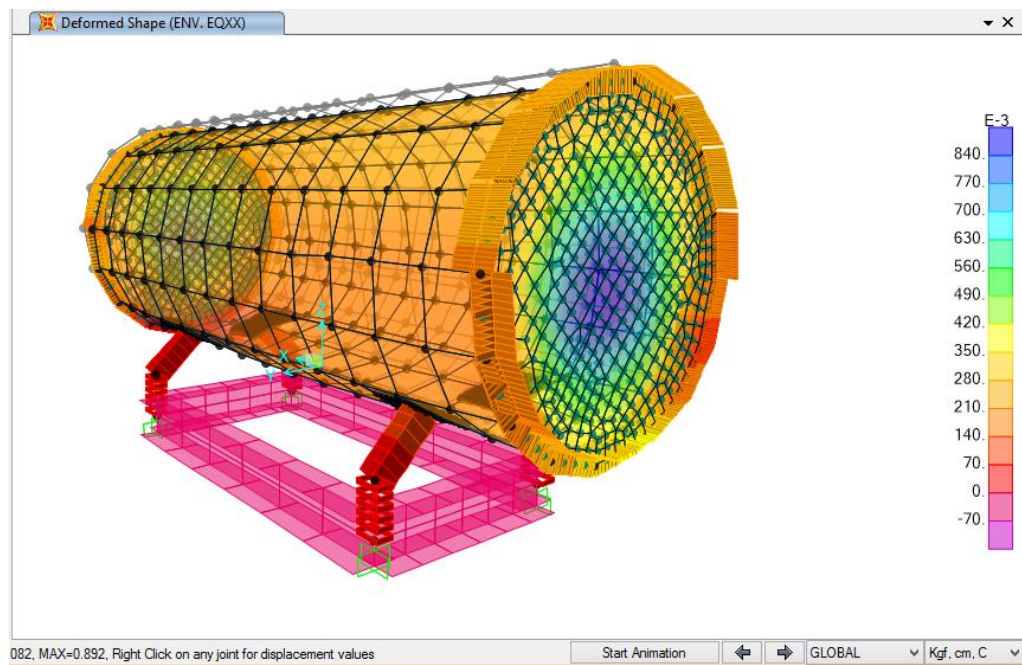 Deformed Shape (ENV. EQXX)
E-3
840.
770.
700.
630.
560.
490.
420.
350.
280.
210.
140.
70.
0.
-70.
Z
X
Y
082, MAX=0.892, Right Click on any joint for displacement values
Start Animation
GLOBAL
Kgf, cm, C